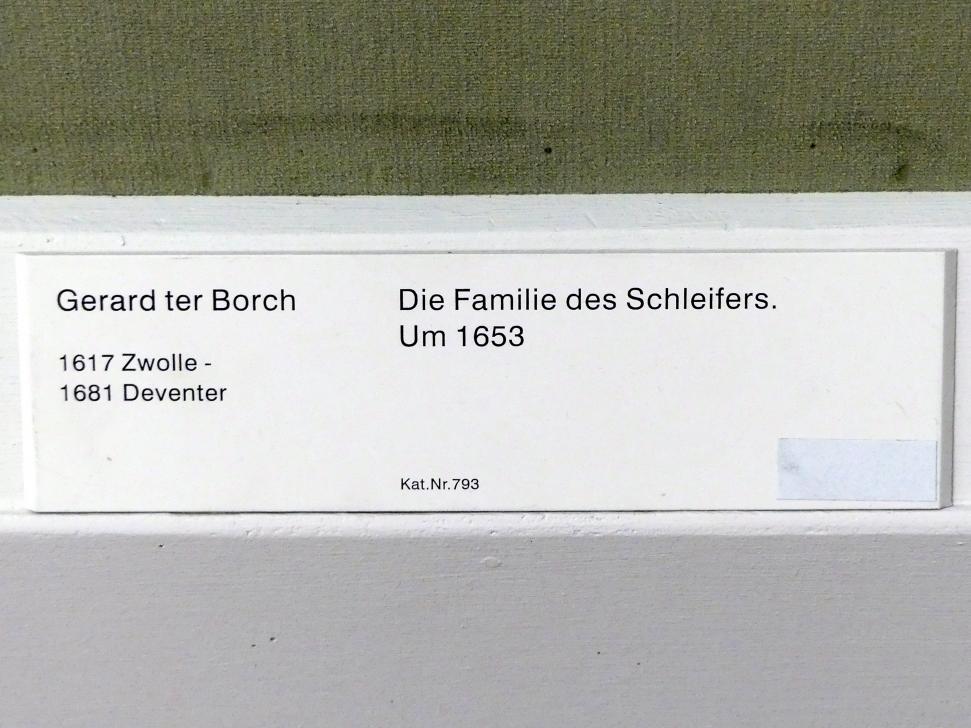 Gerard ter Borch
1617 Zwolle -
1681 Deventer
Die Familie des Schleifers.
Um 1653
Kat.Nr.793